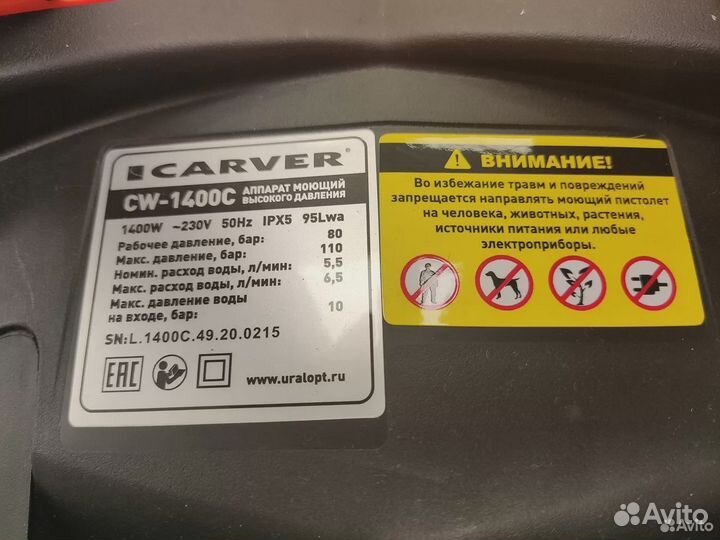 CARVER®
CW-1400C АППАРАТ МОЮЩИЙ
ВЫСОКОГО ДАВЛЕНИЯ
1400W ~230V 50Hz IPX5 95Lwa
Рабочее давление, бар: 80
Макс. давление, бар: 110
Номин. расход воды, л/мин: 5,5
Макс. расход воды, л/мин: 6,5
Макс. давление воды
на входе, бар: 10
SN:L.1400C.49.20.0215
EAC
www.uralopt.ru
ВНИМАНИЕ!
Во избежание травм и повреждений
запрещается направлять моющий пистолет
на человека, животных, растения,
источники питания или любые
электроприборы.
Avito